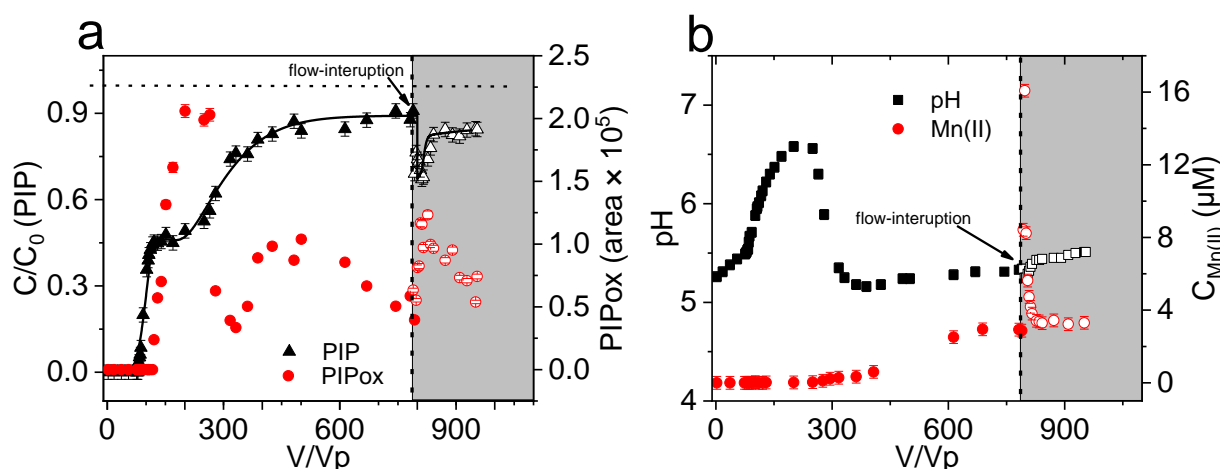 a
C/C0 (PIP)
0.9
0.6
0.3
0.0
flow-interuption
PIP
PIPox
0
300
600
900
V/Vp
2.5
2.0
1.5
1.0
0.5
0.0
PIPox (area × 10^5)
b
pH
7
6
5
4
pH
Mn(II)
flow-interuption
0
300
600
900
V/Vp
16
12
8
4
0
CMn(II) (µM)